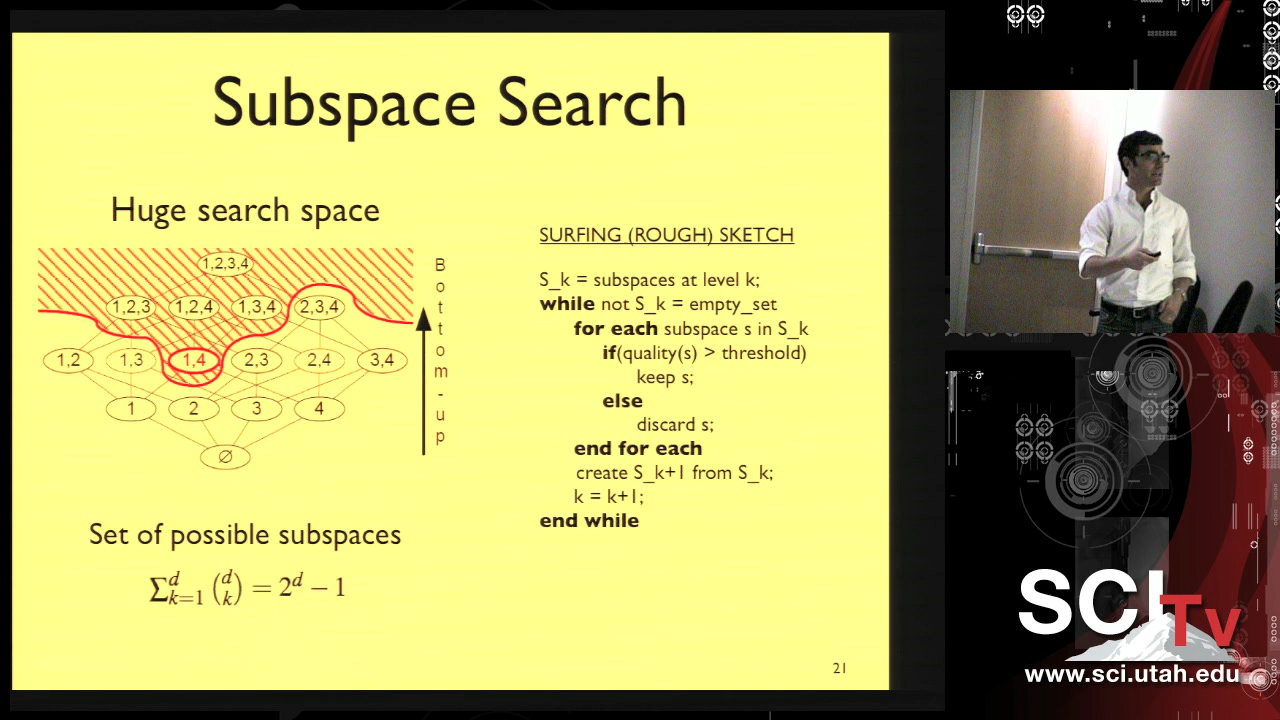 Subspace Search
Huge search space
1,2,3,4
1,2,3 1,2,4 1,3,4 2,3,4
1,2 1,3 1,4 2,3 2,4 3,4
1 2 3 4
∅
Bottom-up
Set of possible subspaces
∑_{k=1}^{d} \binom{d}{k} = 2^d − 1
SURFING (ROUGH) SKETCH
S_k = subspaces at level k;
while not S_k = empty_set
for each subspace s in S_k
if(quality(s) > threshold)
keep s;
else
discard s;
end for each
create S_k+1 from S_k;
k = k+1;
end while
21
SCI Tv
www.sci.utah.edu